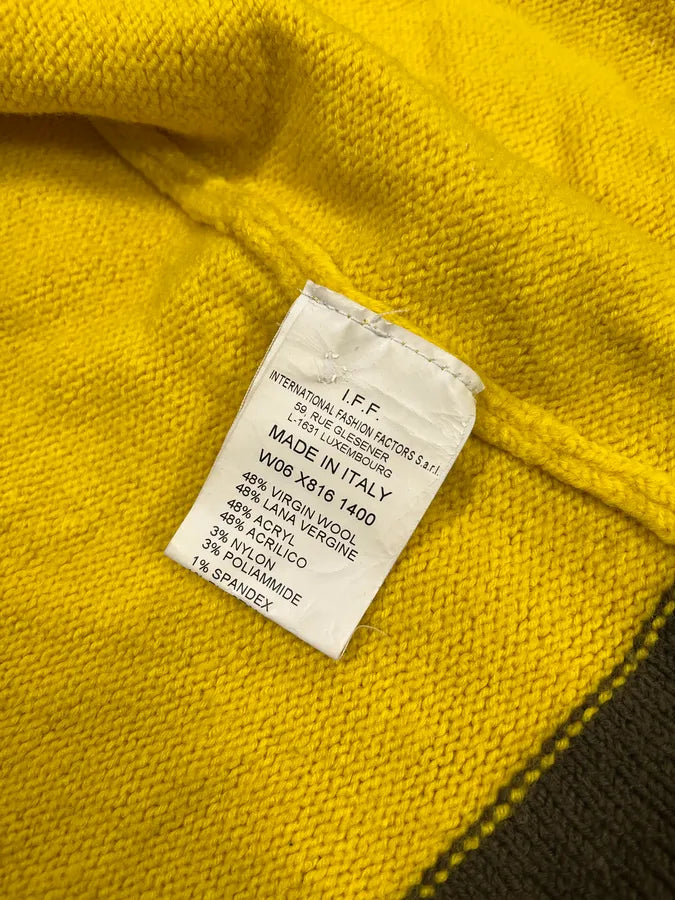 I.F.F.
INTERNATIONAL FASHION FACTORS S.a.r.l.
59, RUE GLESENER
L-1631 LUXEMBOURG
MADE IN ITALY
W06 X816 1400
48% VIRGIN WOOL
48% LANA VERGINE
48% ACRYL
48% ACRILICO
3% NYLON
3% POLIAMMIDE
1% SPANDEX